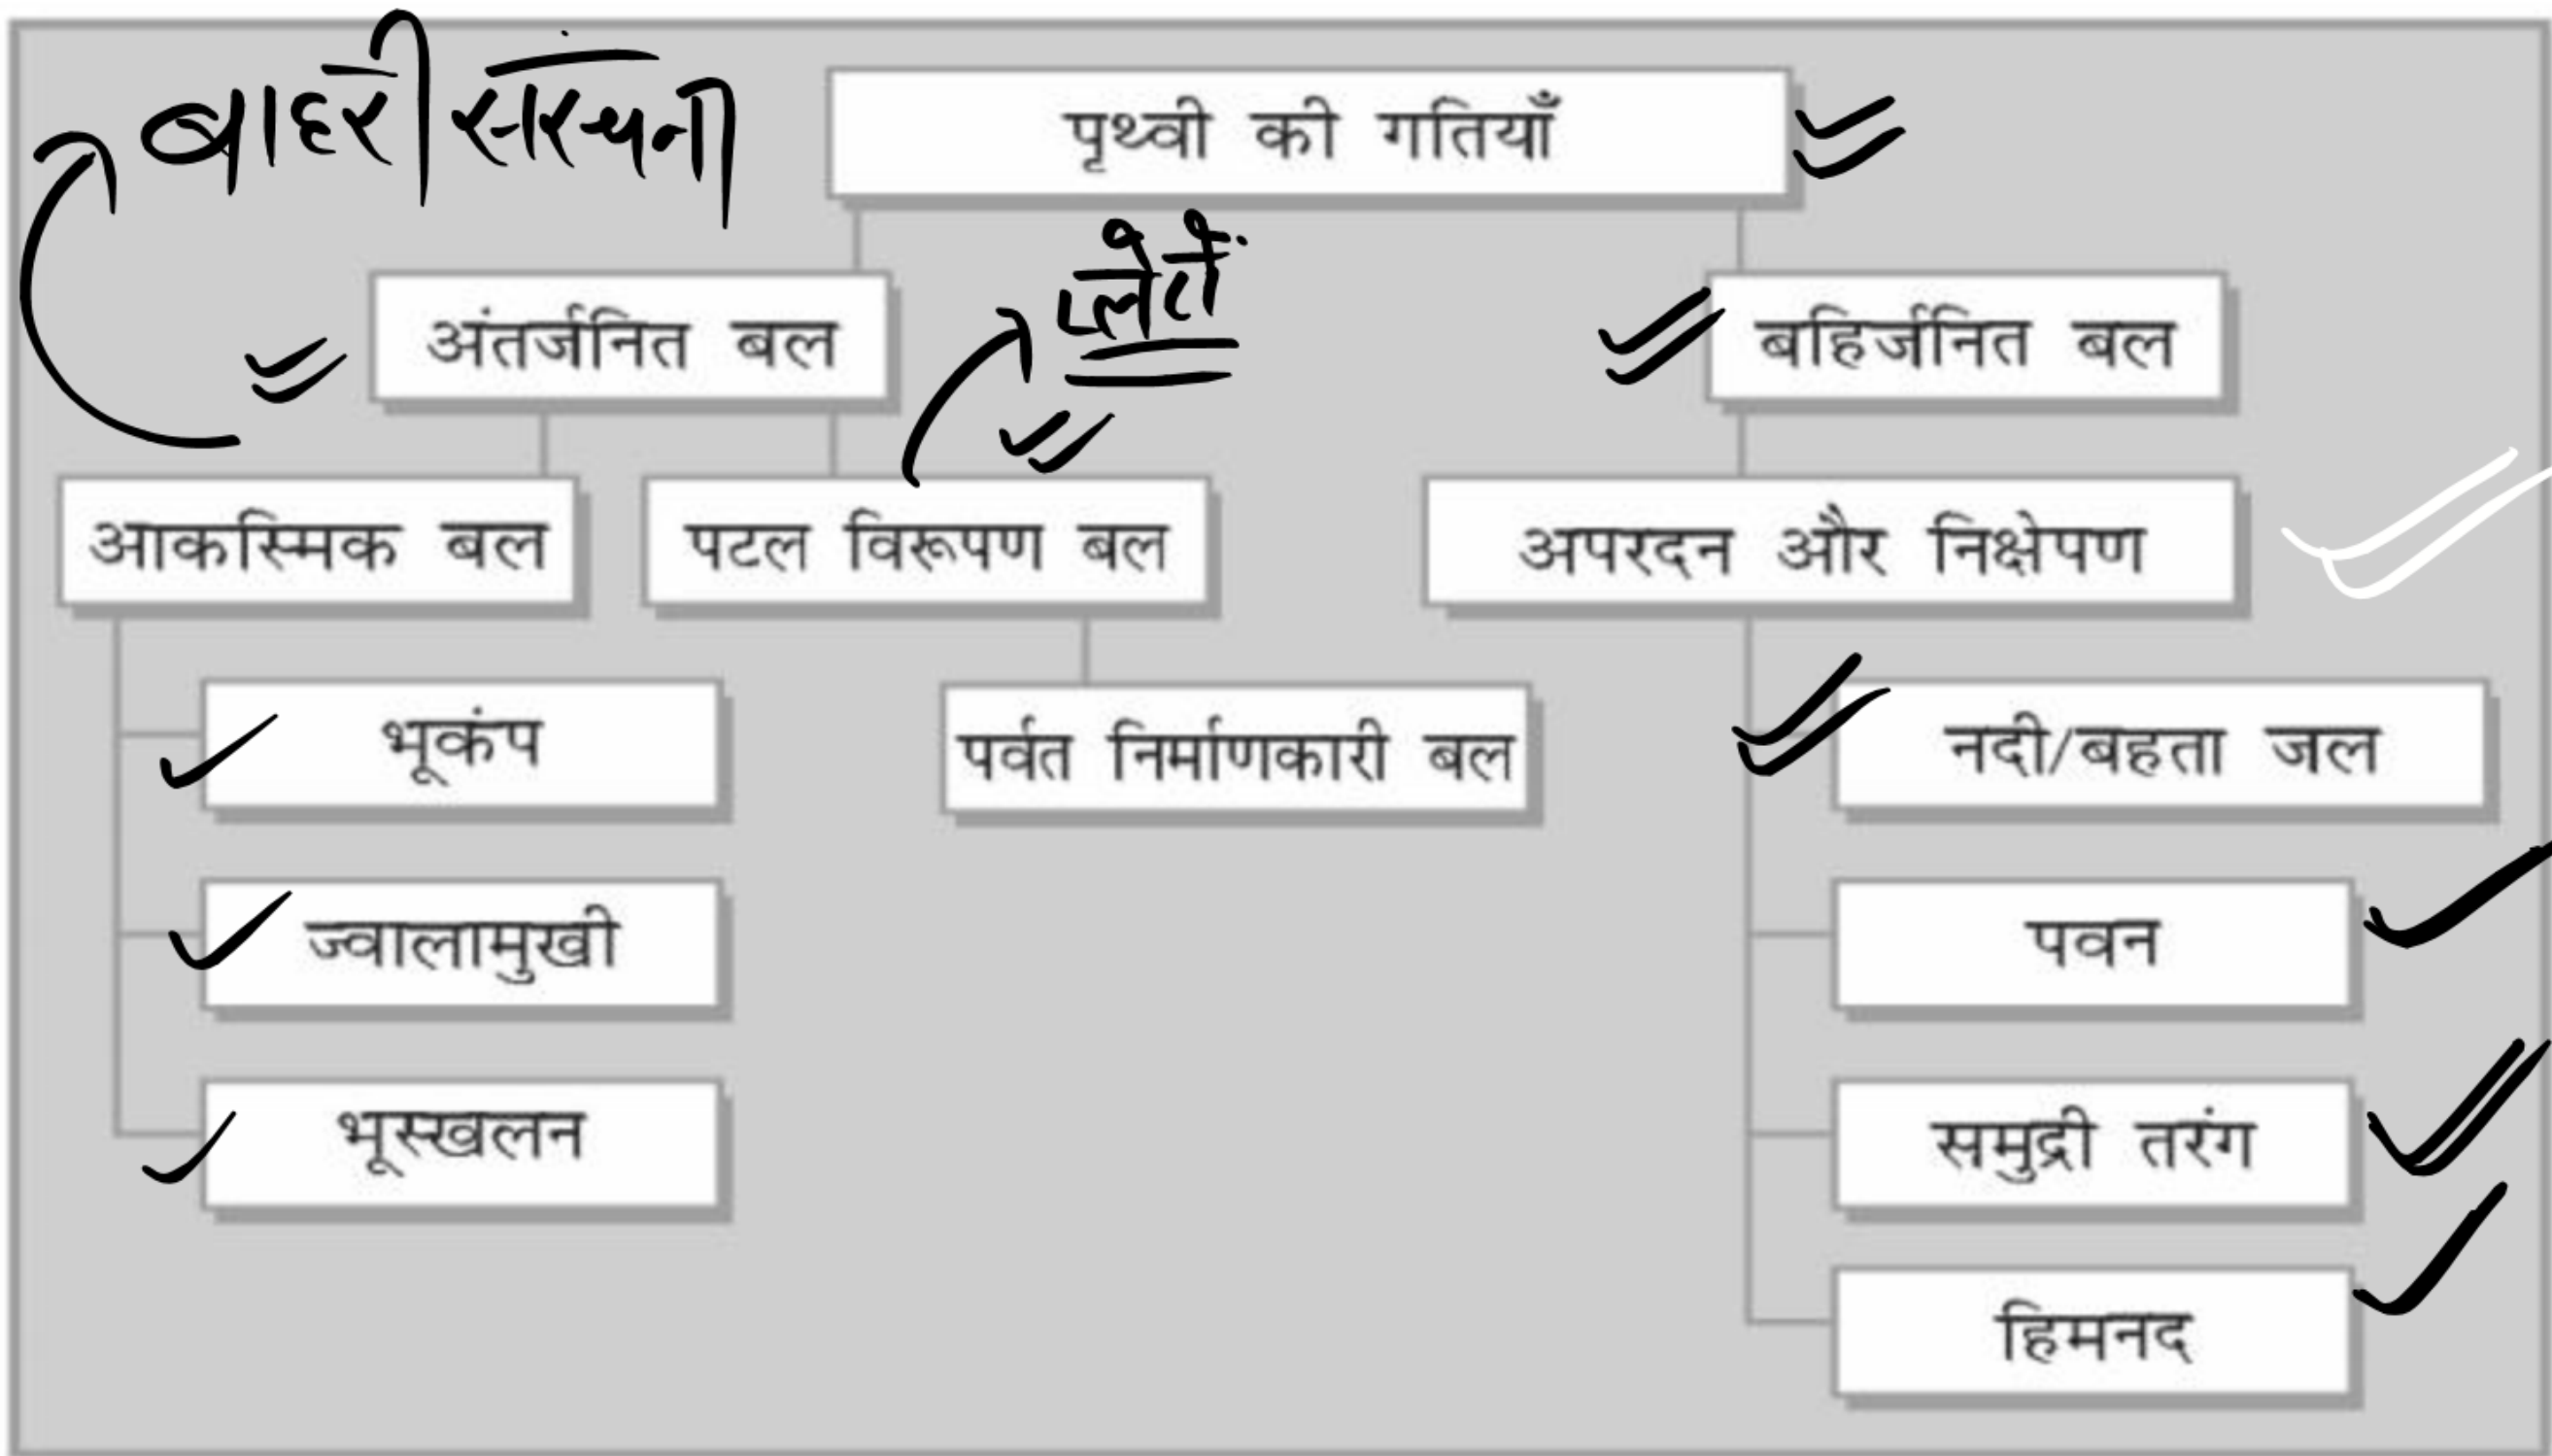 बाहरी संरचना
पृथ्वी की गतियाँ
प्लेटों
अंतर्जनित बल
बहिर्जनित बल
आकस्मिक बल
पटल विरूपण बल
अपरदन और निक्षेपण
भूकंप
पर्वत निर्माणकारी बल
नदी/बहता जल
ज्वालामुखी
पवन
भूस्खलन
समुद्री तरंग
हिमनद